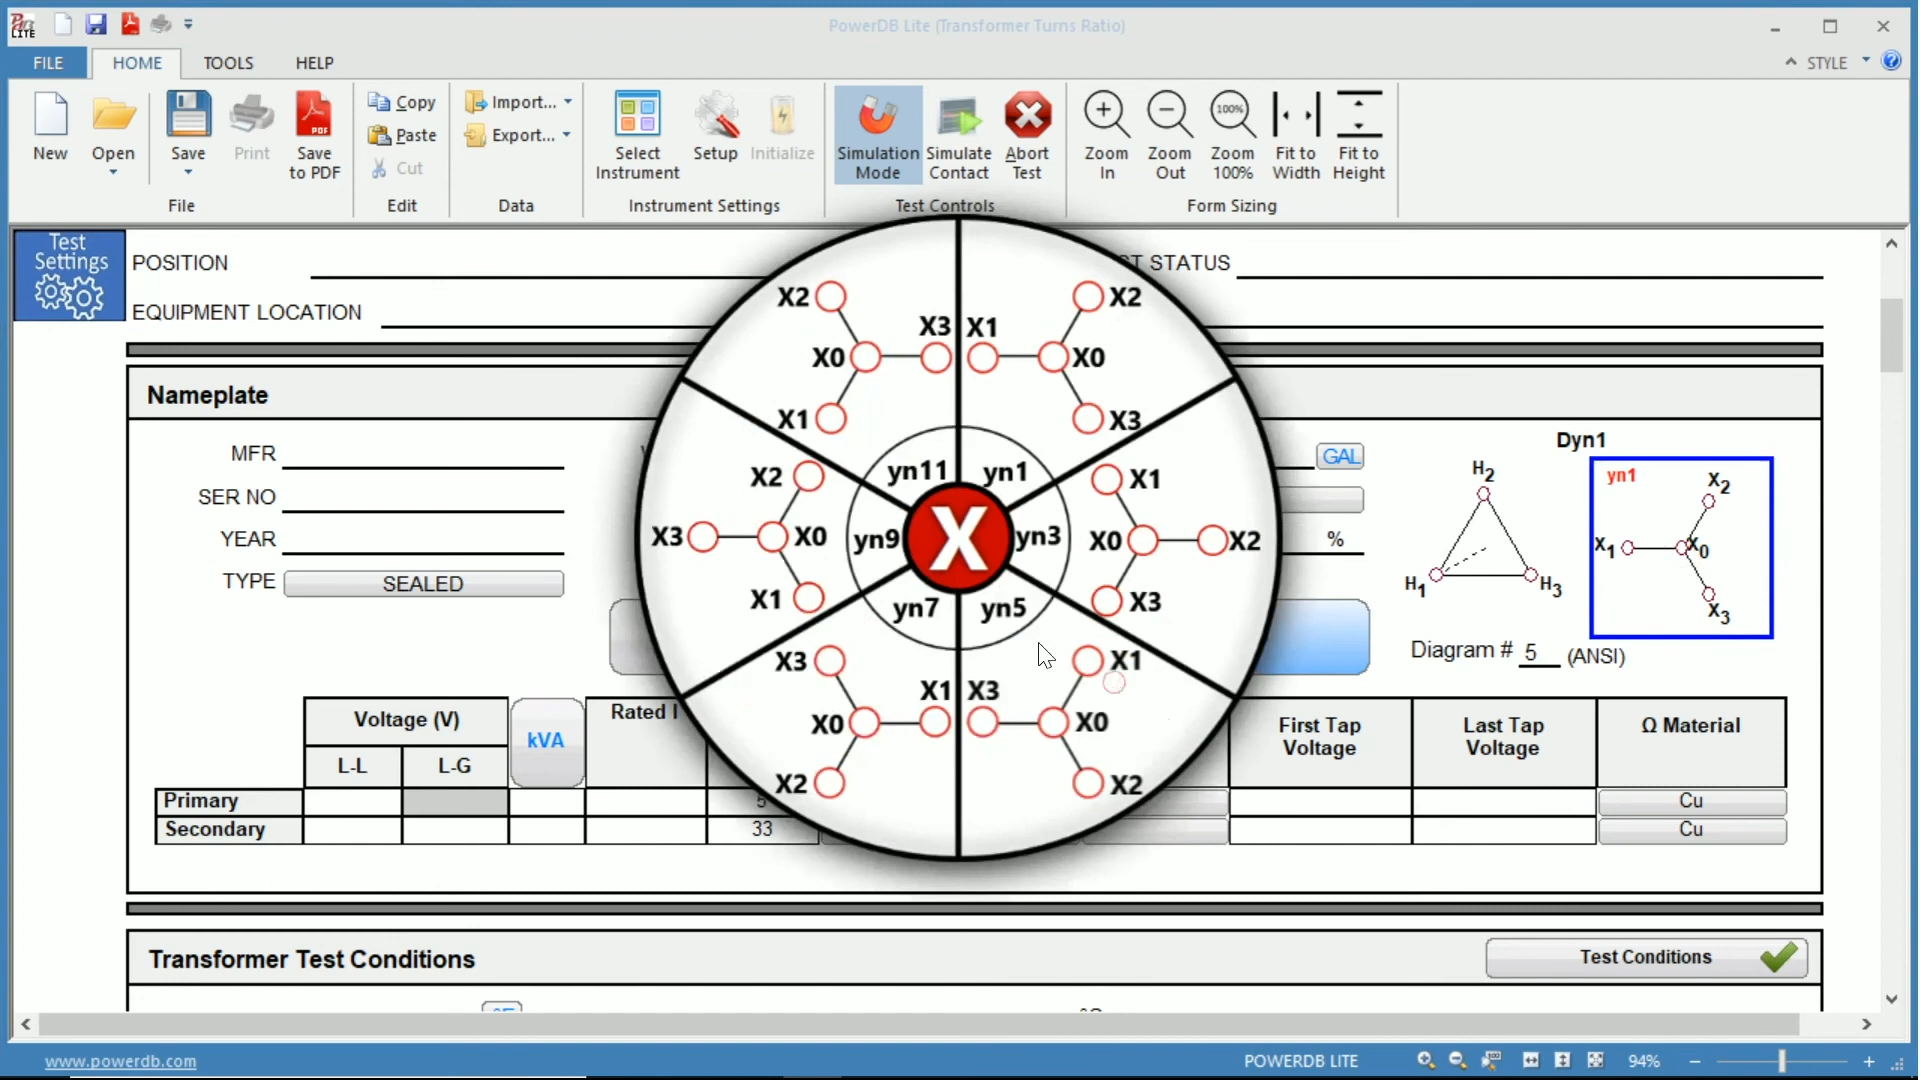 LITE
PowerDB Lite (Transformer Turns Ratio)
FILE HOME TOOLS HELP STYLE
New
Open
Save
Print
Save to PDF
File
Copy
Paste
Cut
Edit
Import...
Export...
Data
Select Instrument
Setup
Initialize
Instrument Settings
Simulation Mode
Simulate Contact
Abort Test
Test Controls
Zoom In
Zoom Out
100%
Zoom 100%
Fit to Width
Fit to Height
Form Sizing
Test
Settings
POSITION
ST STATUS
EQUIPMENT LOCATION
Nameplate
MFR
SER NO
YEAR
TYPE SEALED
GAL
%
X2
X0
X3
X1
X1
X2
X0
X3
X2
X3
X0
X1
X1
X0
X2
X3
X3
X0
X1
X2
X1
X3
X0
X2
yn11
yn1
yn9
yn3
yn7
yn5
X
Dyn1
H2
H1
H3
yn1
X2
X1
X0
X3
Diagram # 5 (ANSI)
Voltage (V)
L-L
L-G
kVA
Rated I
First Tap
Voltage
Last Tap
Voltage
Ω Material
Primary 5 Cu
Secondary 33 Cu
Transformer Test Conditions
Test Conditions
www.powerdb.com
POWERDB LITE
94%